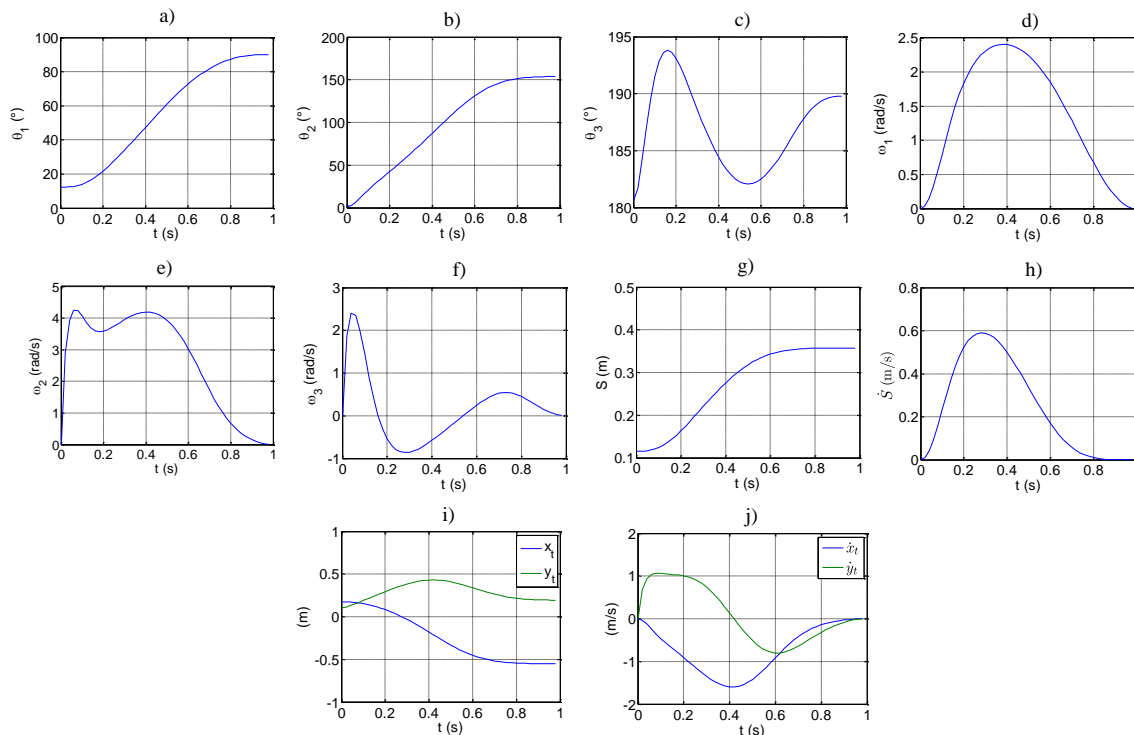 a)
100
80
60
40
20
0
θ1 (°)
0 0.2 0.4 0.6 0.8 1
t (s)
b)
200
150
100
50
0
θ2 (°)
0 0.2 0.4 0.6 0.8 1
t (s)
c)
195
190
185
180
θ3 (°)
0 0.2 0.4 0.6 0.8 1
t (s)
d)
2.5
2
1.5
1
0.5
0
ω1 (rad/s)
0 0.2 0.4 0.6 0.8
t (s)
e)
5
4
3
2
1
0
ω2 (rad/s)
0 0.2 0.4 0.6 0.8 1
t (s)
f)
3
2
1
0
-1
ω3 (rad/s)
0 0.2 0.4 0.6 0.8 1
t (s)
g)
0.5
0.4
0.3
0.2
0.1
S (m)
0 0.2 0.4 0.6 0.8 1
t (s)
h)
0.8
0.6
0.4
0.2
0
Ṡ (m/s)
0 0.2 0.4 0.6 0.8
t (s)
i)
1
0.5
0
-0.5
-1
(m)
xt
yt
0 0.2 0.4 0.6 0.8 1
t (s)
j)
2
1
0
-1
-2
(m/s)
ẋt
ẏt
0 0.2 0.4 0.6 0.8 1
t (s)